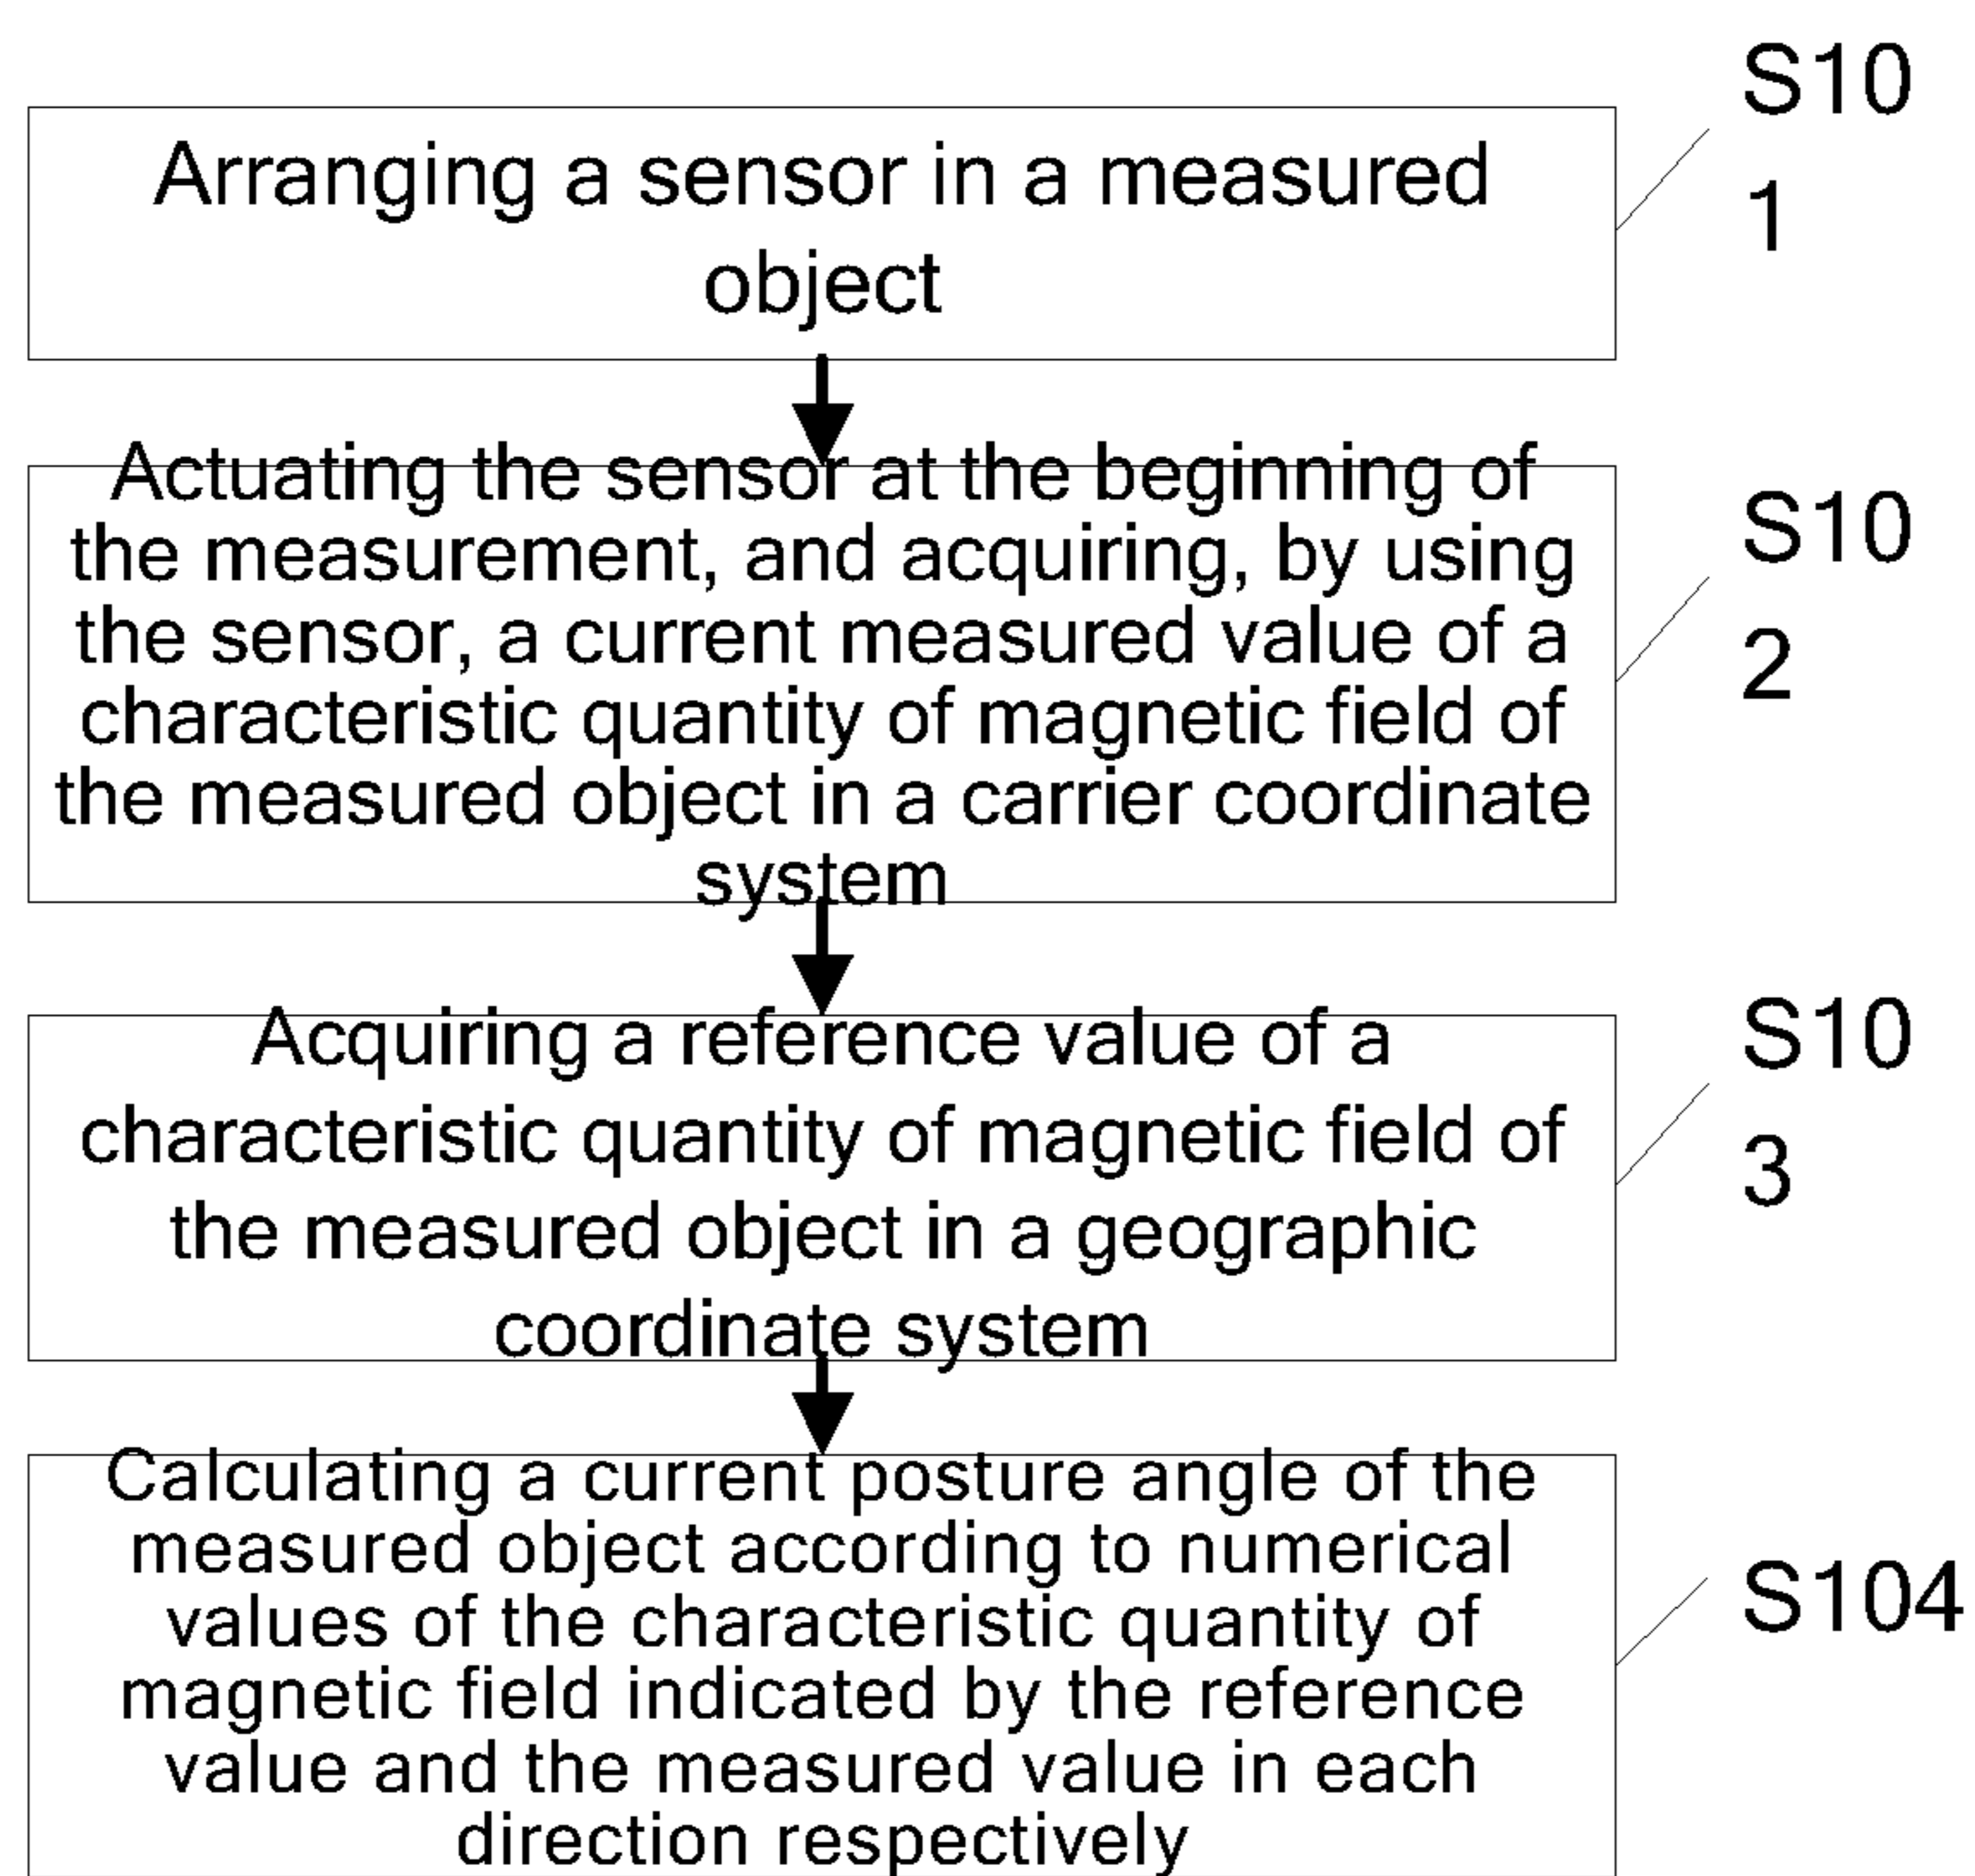 S10
1
Arranging a sensor in a measured
object
Actuating the sensor at the beginning of
the measurement, and acquiring, by using
the sensor, a current measured value of a
characteristic quantity of magnetic field of
the measured object in a carrier coordinate
system
S10
2
Acquiring a reference value of a
characteristic quantity of magnetic field of
the measured object in a geographic
coordinate system
S10
3
Calculating a current posture angle of the
measured object according to numerical
values of the characteristic quantity of
magnetic field indicated by the reference
value and the measured value in each
direction respectively
S104